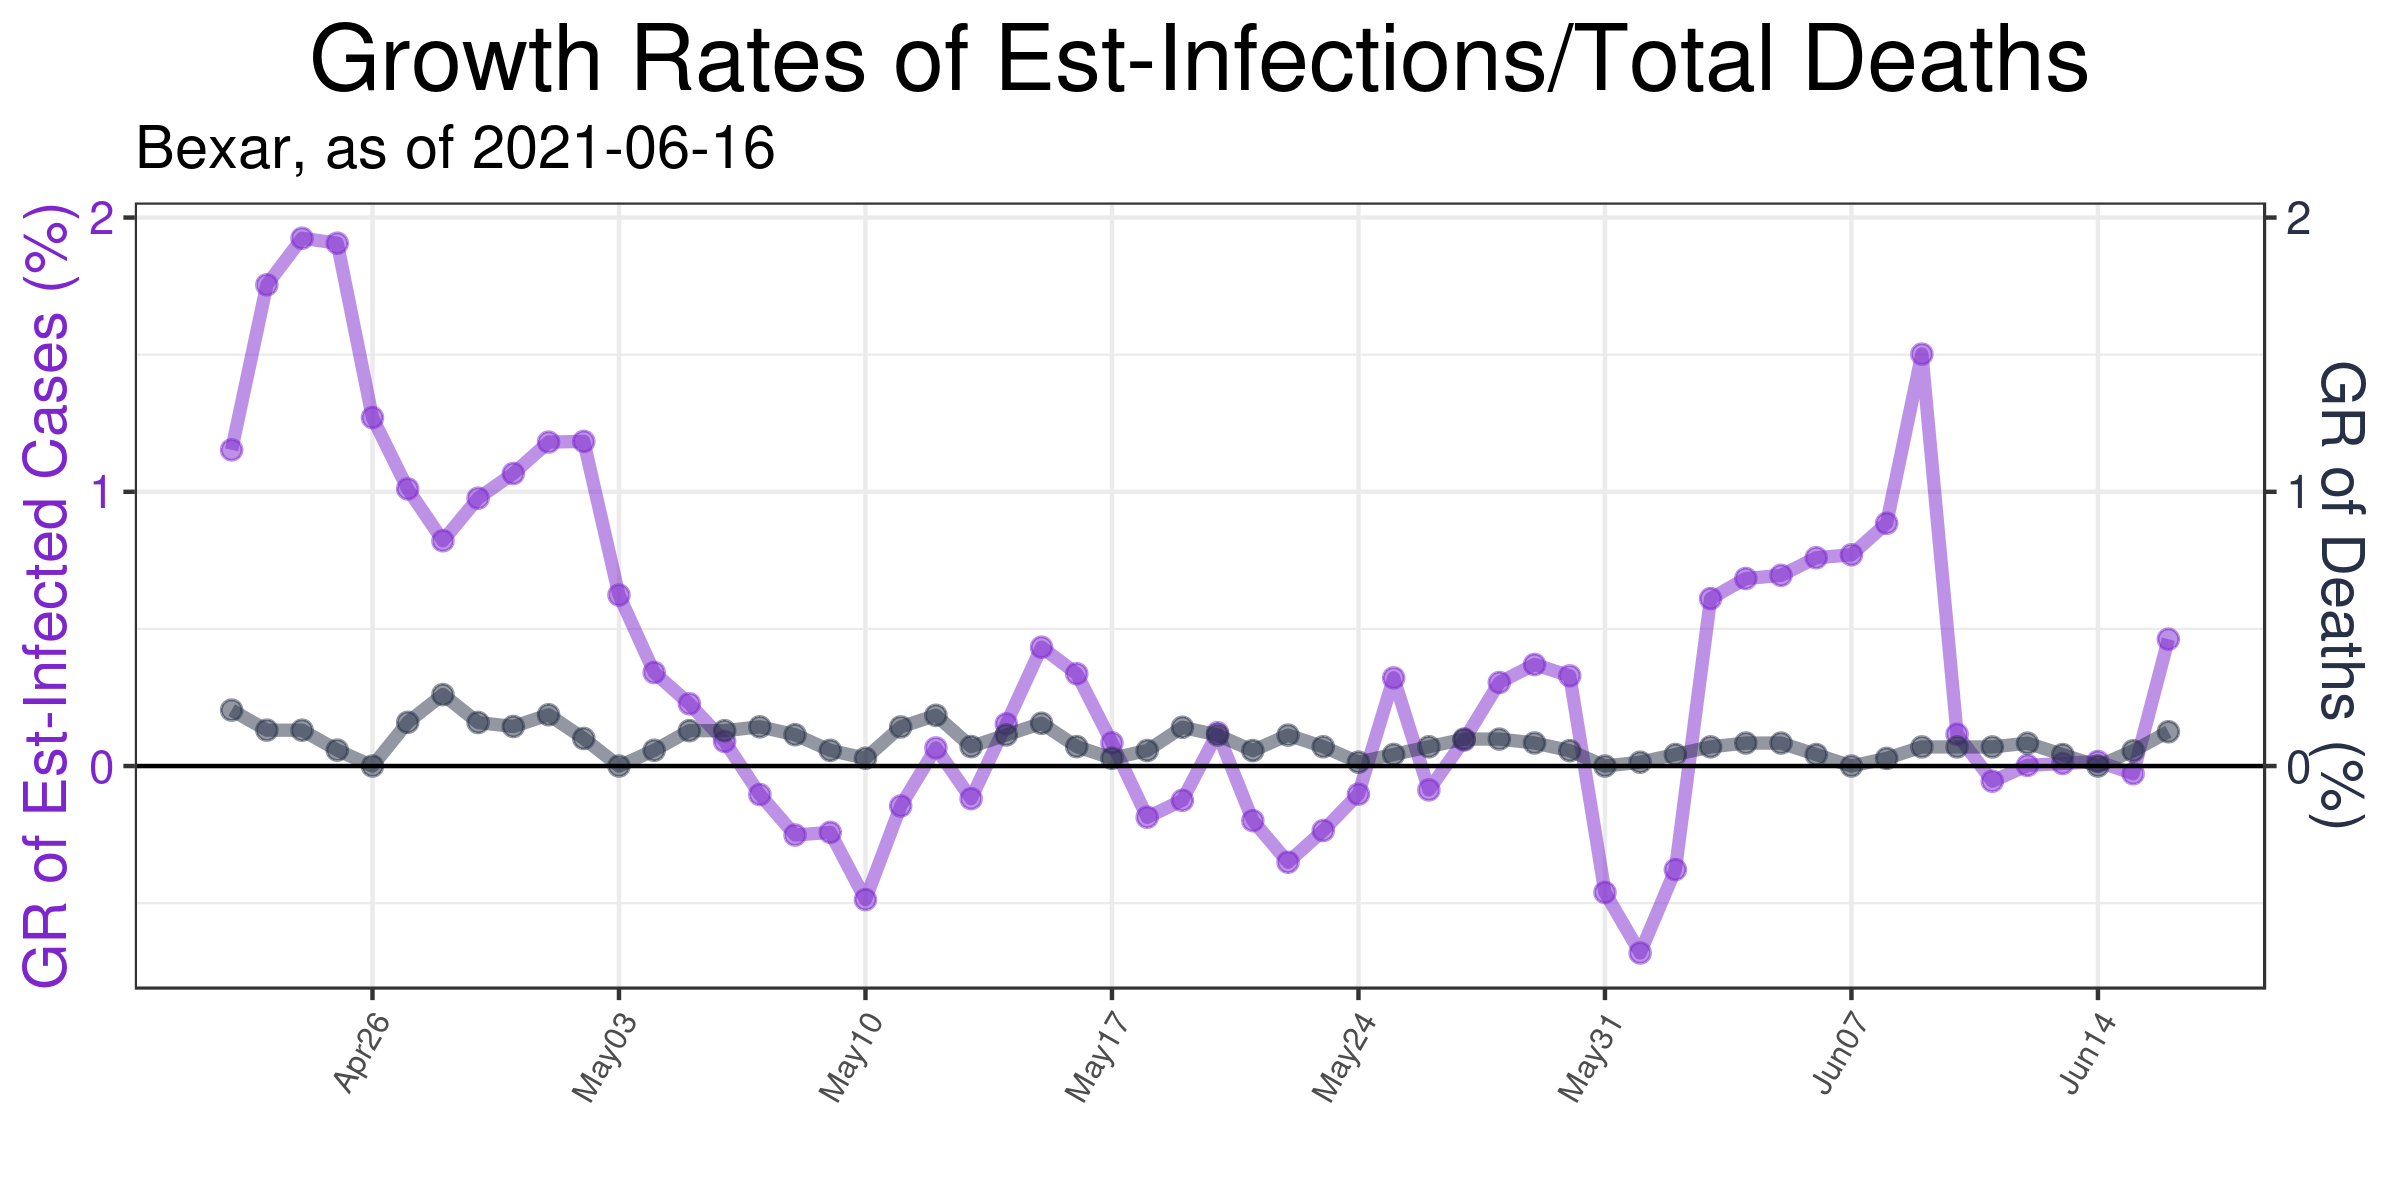 Growth Rates of Est-Infections/Total Deaths
Bexar, as of 2021-06-16
GR of Est-Infected Cases (%)
2
1
0
2
1
0
GR of Deaths (%)
Apr26
May03
May10
May17
May24
May31
Jun07
Jun14